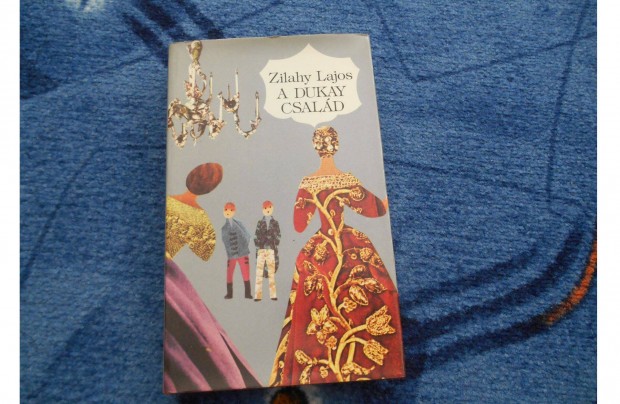 Zilahy Lajos
A DUKAY
CSALÁD